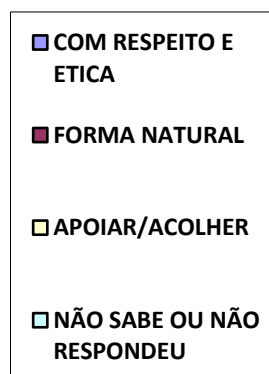 COM RESPEITO E
ETICA
FORMA NATURAL
APOIAR/ACOLHER
NÃO SABE OU NÃO
RESPONDEU